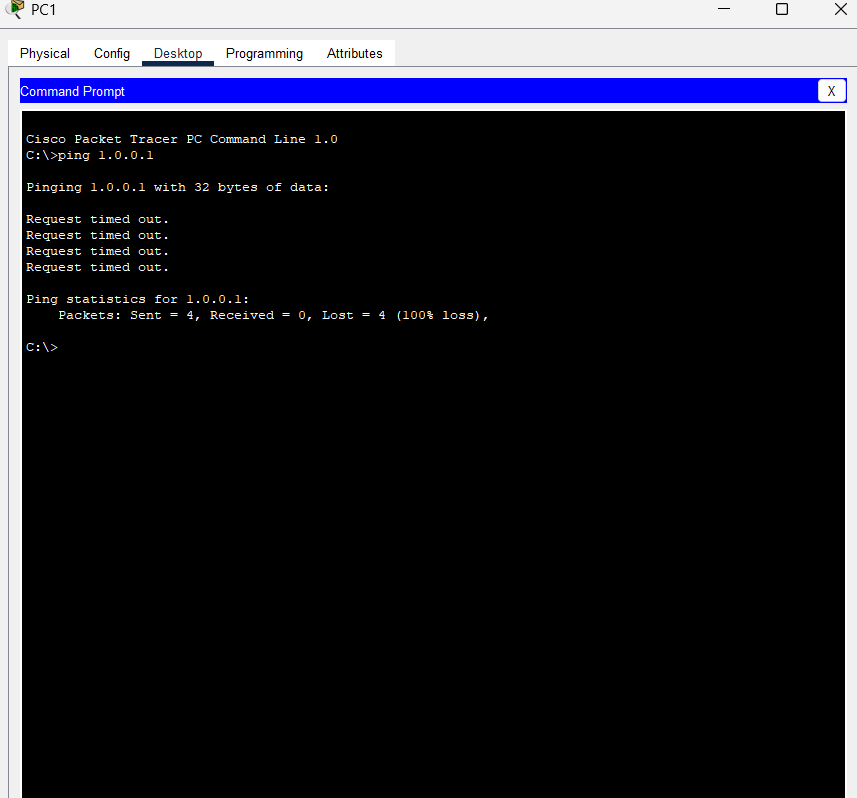 PC1
Physical Config Desktop Programming Attributes
Command Prompt X
Cisco Packet Tracer PC Command Line 1.0
C:\>ping 1.0.0.1
Pinging 1.0.0.1 with 32 bytes of data:
Request timed out.
Request timed out.
Request timed out.
Request timed out.
Ping statistics for 1.0.0.1:
Packets: Sent = 4, Received = 0, Lost = 4 (100% loss),
C:\>